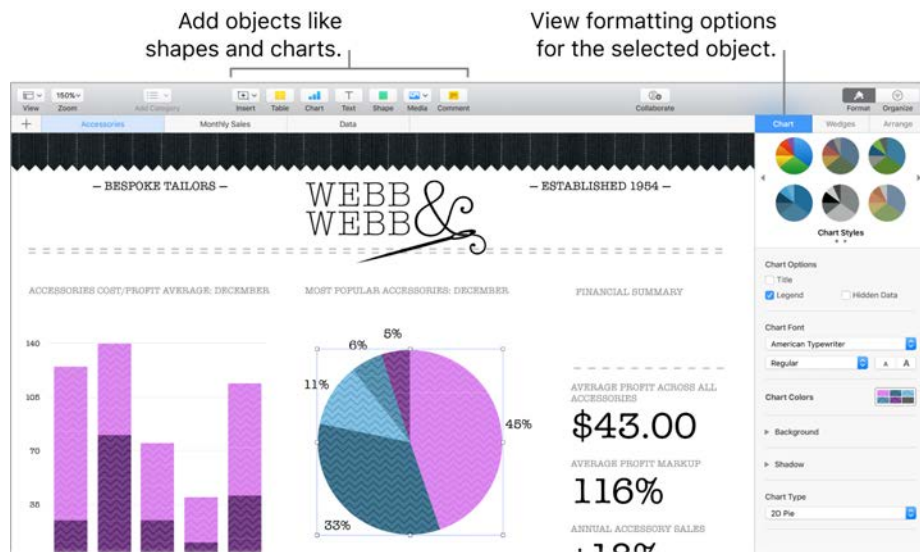 Add objects like
shapes and charts.
View formatting options
for the selected object.
150%
View
Zoom
Add Category
Insert
Table
Chart
Text
Shape
Media
Comment
Collaborate
Format
Organize
Accessories
Monthly Sales
Data
Chart
Wedges
Arrange
– BESPOKE TAILORS –
WEBB &
WEBB
– ESTABLISHED 1954 –
Chart Styles
Chart Options
Title
Legend
Hidden Data
Chart Font
American Typewriter
Regular
A
A
Chart Colors
Background
Shadow
Chart Type
2D Pie
ACCESSORIES COST/PROFIT AVERAGE: DECEMBER
140
105
70
35
MOST POPULAR ACCESSORIES: DECEMBER
5%
6%
11%
45%
33%
FINANCIAL SUMMARY
AVERAGE PROFIT ACROSS ALL
ACCESSORIES
$43.00
AVERAGE PROFIT MARKUP
116%
ANNUAL ACCESSORY SALES